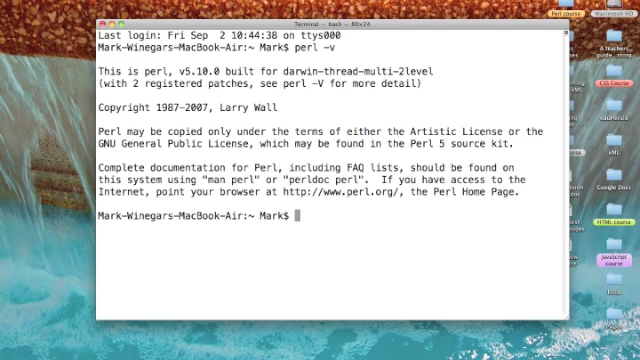 Terminal — bash — 80×24
Perl course
Macintosh HD
Last login: Fri Sep  2 10:44:38 on ttys000
Mark-Winegars-MacBook-Air:~ Mark$ perl -v
This is perl, v5.10.0 built for darwin-thread-multi-2level
(with 2 registered patches, see perl -V for more detail)
Copyright 1987-2007, Larry Wall
Perl may be copied only under the terms of either the Artistic License or the
GNU General Public License, which may be found in the Perl 5 source kit.
Complete documentation for Perl, including FAQ lists, should be found on
this system using "man perl" or "perldoc perl".  If you have access to the
Internet, point your browser at http://www.perl.org/, the Perl Home Page.
Mark-Winegars-MacBook-Air:~ Mark$
A teachers
guide
CSS Course
edutherald
eML
Google Docs
HTML course
JavaScript
course